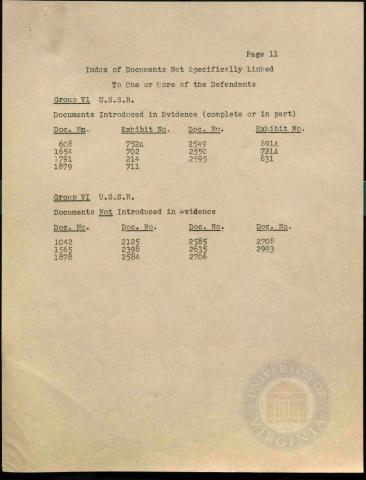 Page 11
Index of Documents Not Specifically Linked
To One or More of the Defendants
Group VI U.S.S.R.
Documents Introduced in Evidence (complete or in part)
Doc. No. Exhibit No. Doc. No. Exhibit No.
608 752A 2549 691A
1654 702 2550 721A
1781 214 2595 831
1879 711
Group VI U.S.S.R.
Documents Not Introduced in evidence
Doc. No. Doc. No. Doc. No. Doc. No.
1042 2125 2585 2708
1565 2398 2635 2993
1878 2584 2706
UNIVERSITY OF VIRGINIA